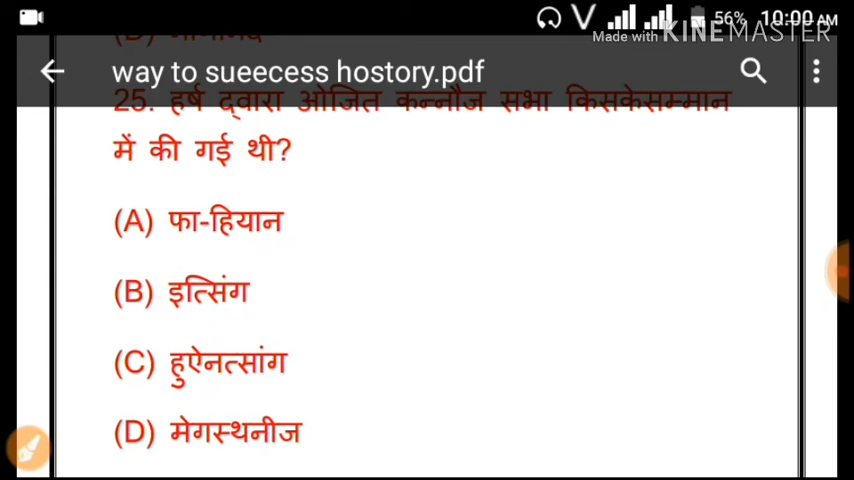 56% 10:00 AM
Made with KINEMASTER
way to sueecess hostory.pdf
25. हर्ष द्वारा ओजित कन्नौज सभा किसकेसम्मान
में की गई थी?
(A) फा-हियान
(B) इत्सिंग
(C) हुऐनत्सांग
(D) मेगस्थनीज